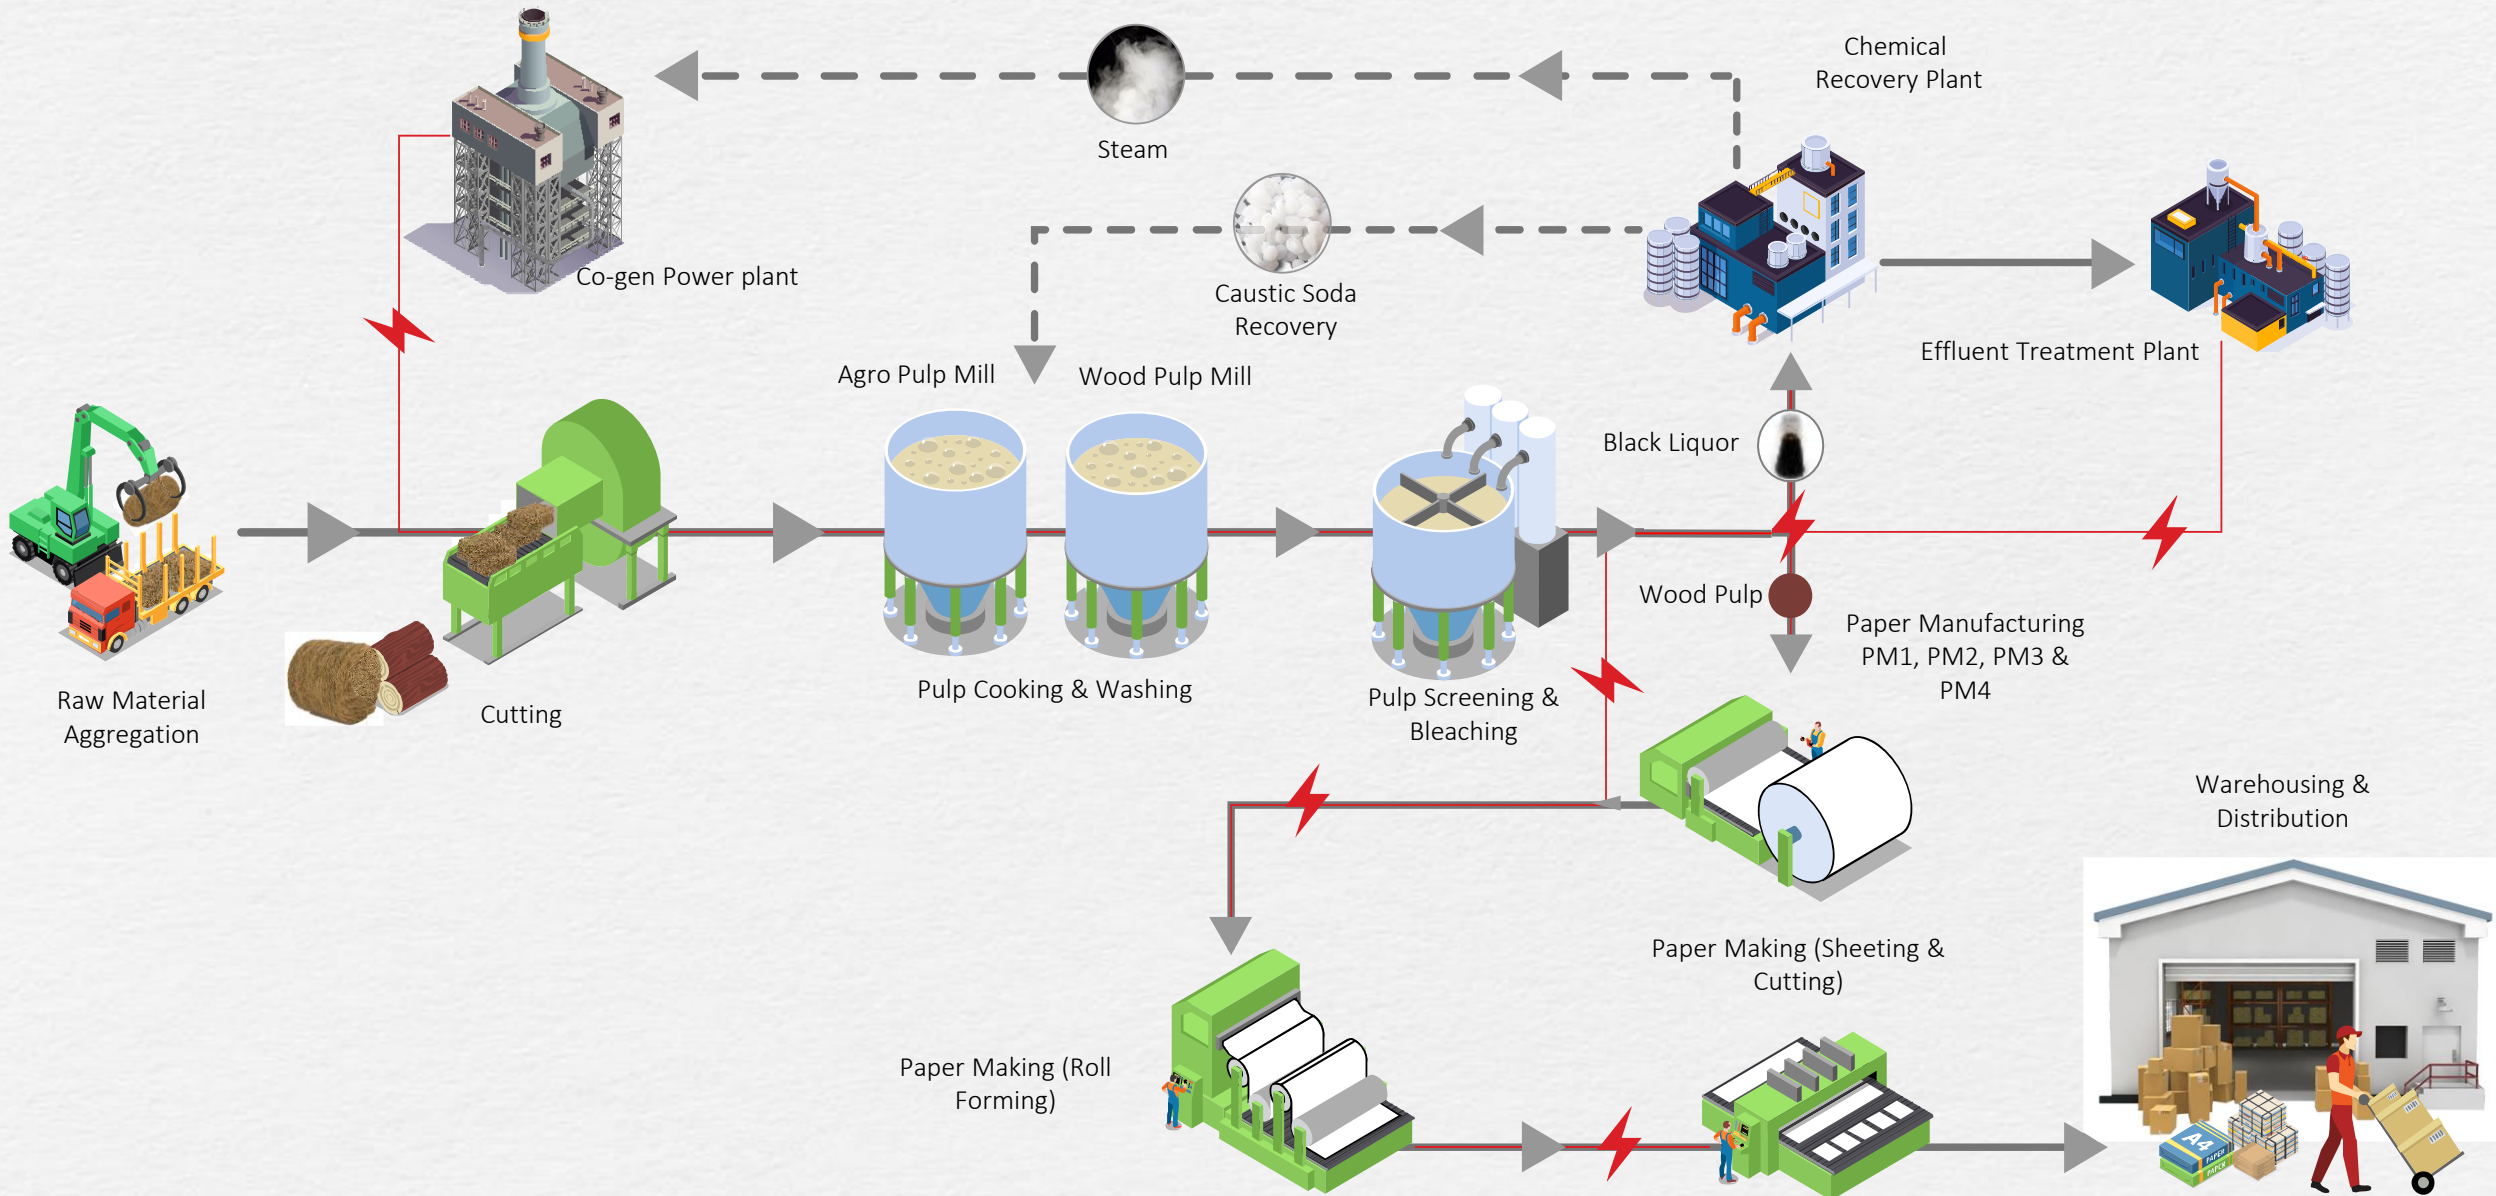 Chemical
Recovery Plant
Steam
Co-gen Power plant
Caustic Soda
Recovery
Effluent Treatment Plant
Agro Pulp Mill
Wood Pulp Mill
Black Liquor
Wood Pulp
Paper Manufacturing
PM1, PM2, PM3 &
PM4
Raw Material
Aggregation
Cutting
Pulp Cooking & Washing
Pulp Screening &
Bleaching
Warehousing &
Distribution
Paper Making (Sheeting &
Cutting)
Paper Making (Roll
Forming)
A4
PAPER
PAPER